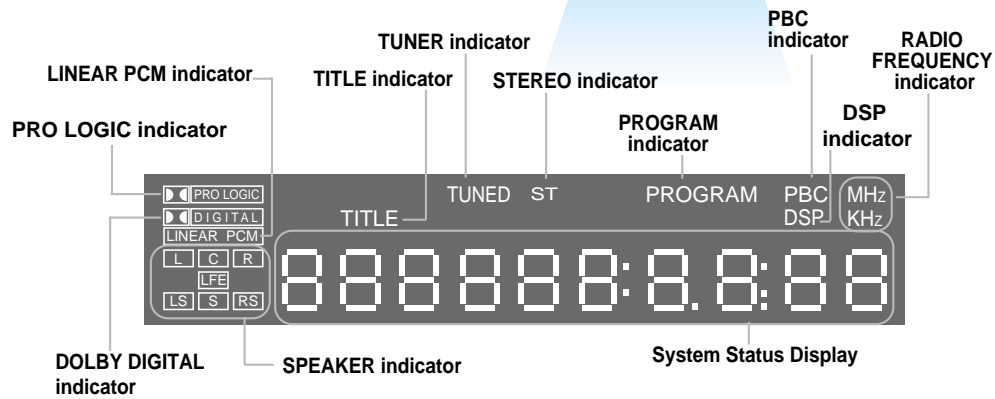 PBC
indicator
RADIO
FREQUENCY
indicator
TUNER indicator
LINEAR PCM indicator
TITLE indicator
STEREO indicator
PROGRAM
indicator
DSP
indicator
PRO LOGIC indicator
PRO LOGIC
TUNED ST PROGRAM PBC MHz
DIGITAL
TITLE DSP KHz
LINEAR PCM
L C R
LFE
LS S RS
888888:8.8:88
DOLBY DIGITAL
indicator
SPEAKER indicator
System Status Display